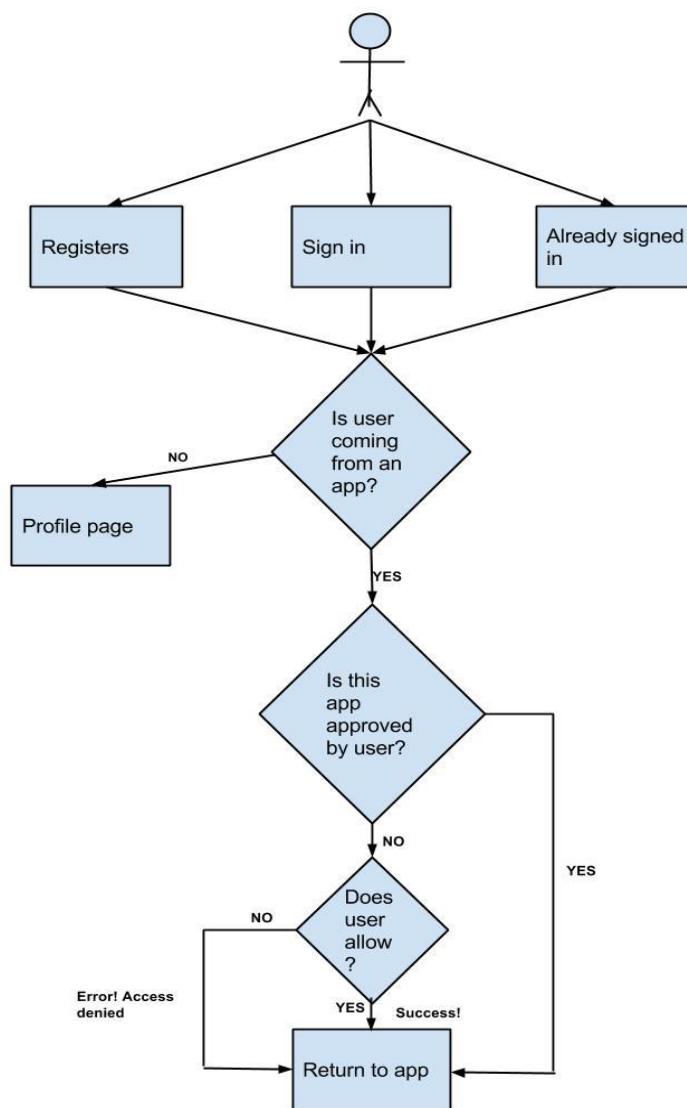 Registers
Sign in
Already signed
in
Is user
coming
from an
app?
NO
Profile page
YES
Is this
app
approved
by user?
NO
YES
Does
user
allow
?
NO
Error! Access
denied
YES
Success!
Return to app